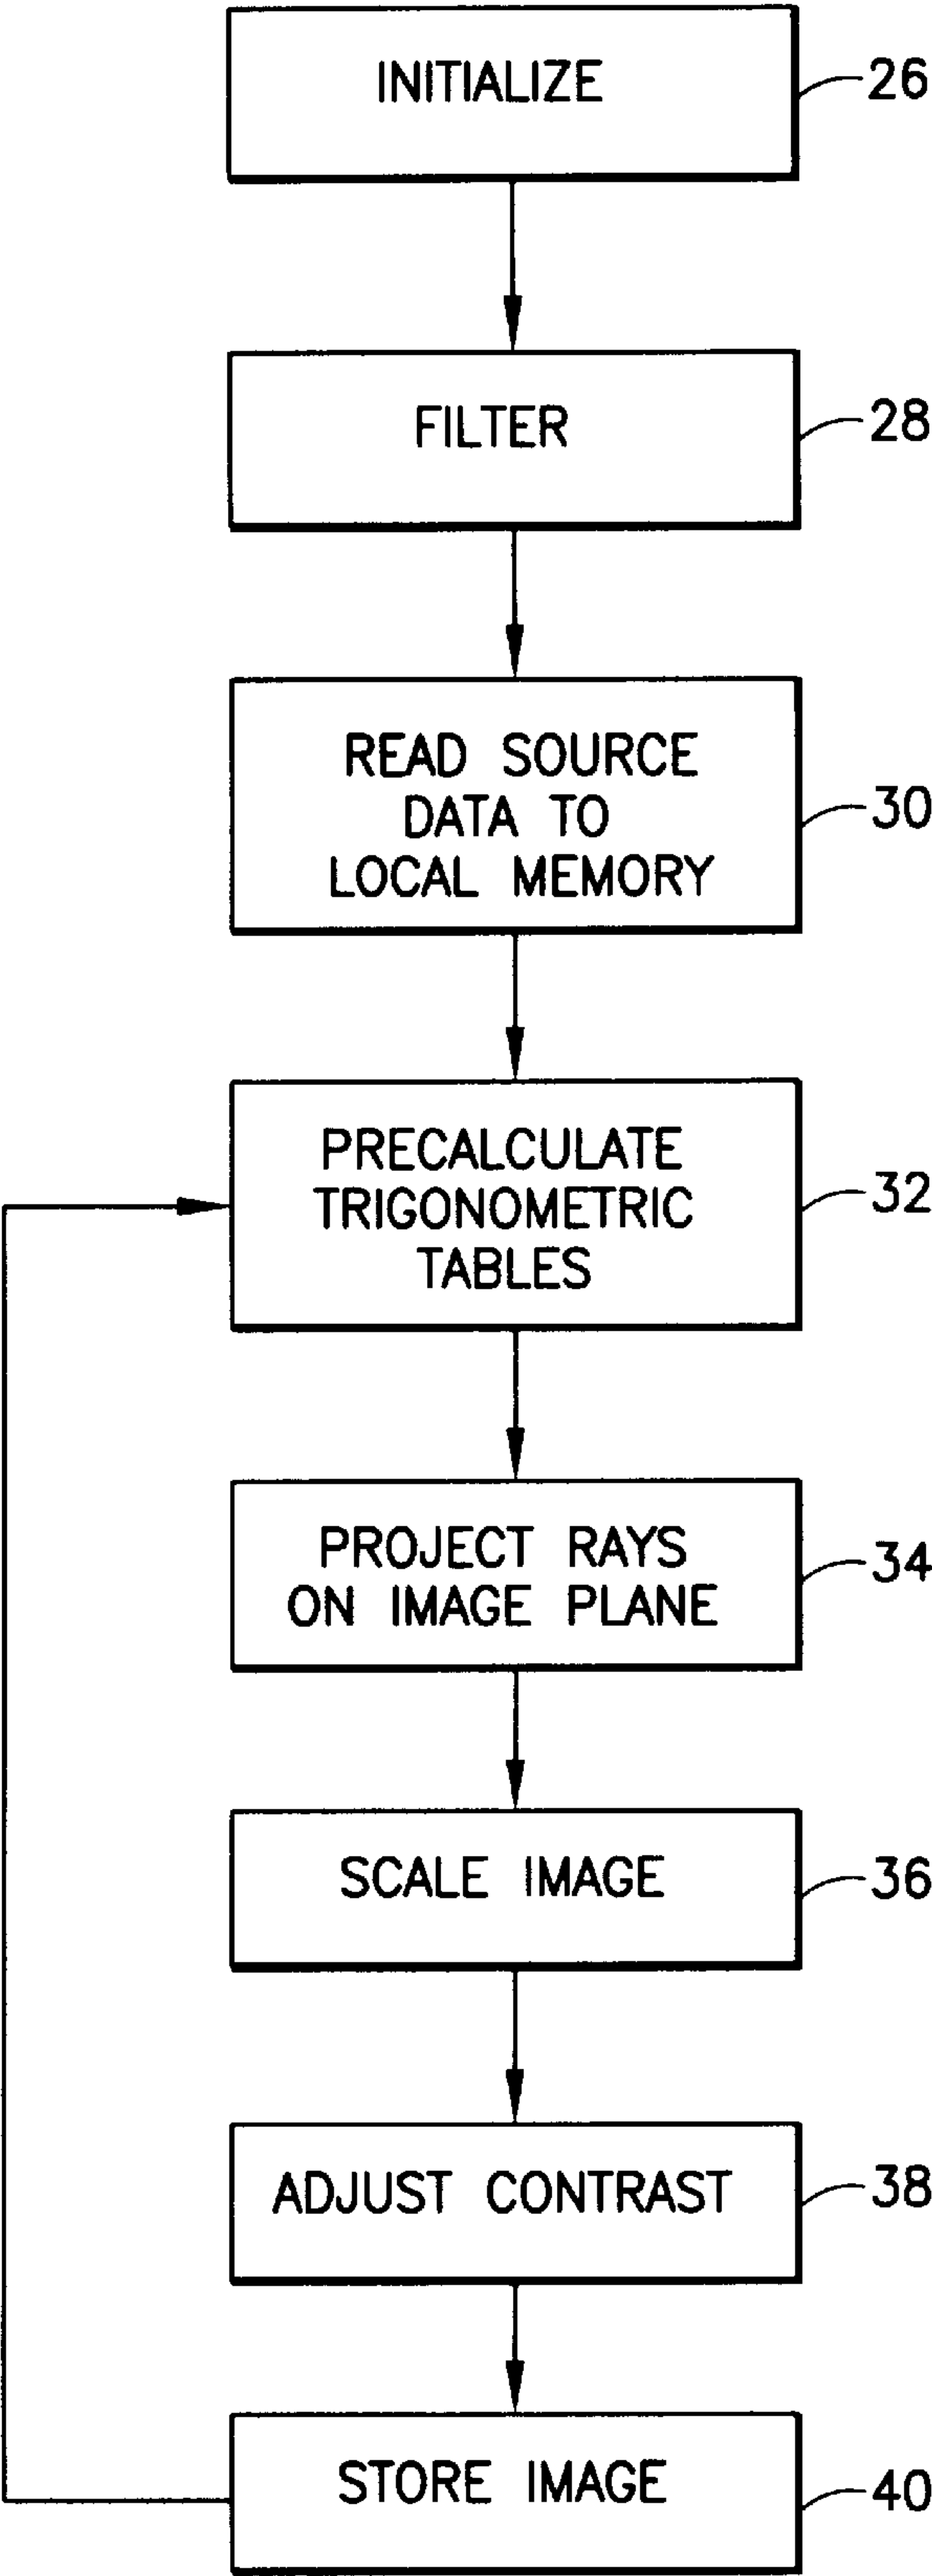 INITIALIZE
26
FILTER
28
READ SOURCE
DATA TO
LOCAL MEMORY
30
PRECALCULATE
TRIGONOMETRIC
TABLES
32
PROJECT RAYS
ON IMAGE PLANE
34
SCALE IMAGE
36
ADJUST CONTRAST
38
STORE IMAGE
40